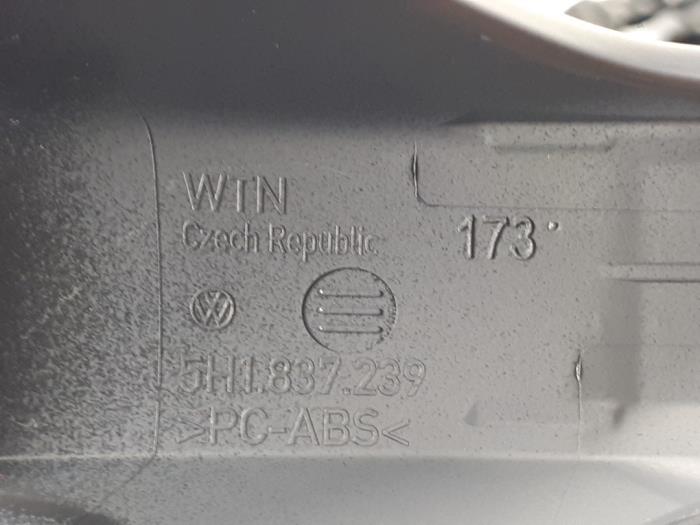 WTN
Czech Republic
173
5H1.837.239
>PC-ABS<